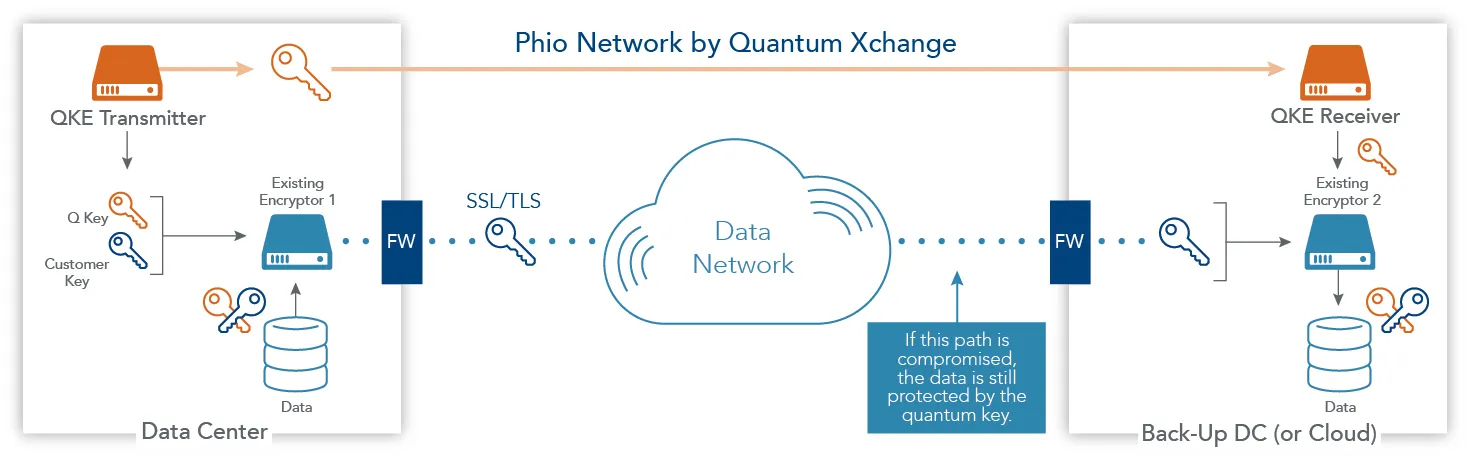 Phio Network by Quantum Xchange
QKE Transmitter
QKE Receiver
Q Key
Customer
Key
Existing
Encryptor 1
FW
SSL/TLS
Data
Network
FW
Existing
Encryptor 2
If this path is
compromised,
the data is still
protected by the
quantum key.
Data
Data
Data Center
Back-Up DC (or Cloud)